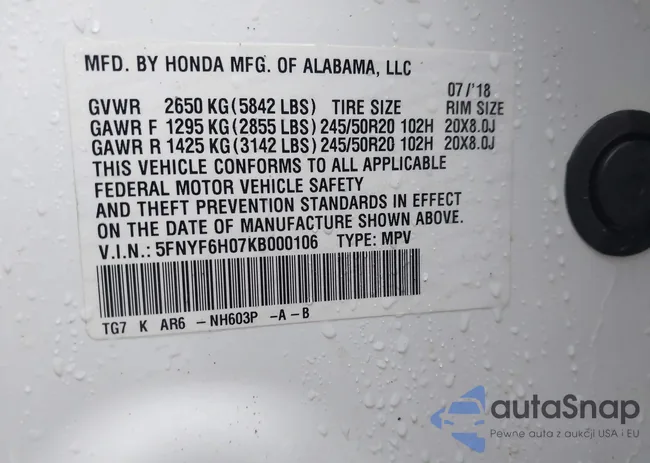 MFD. BY HONDA MFG. OF ALABAMA, LLC
07/'18
GVWR 2650 KG (5842 LBS) TIRE SIZE RIM SIZE
GAWR F 1295 KG (2855 LBS) 245/50R20 102H 20X8.0J
GAWR R 1425 KG (3142 LBS) 245/50R20 102H 20X8.0J
THIS VEHICLE CONFORMS TO ALL APPLICABLE
FEDERAL MOTOR VEHICLE SAFETY
AND THEFT PREVENTION STANDARDS IN EFFECT
ON THE DATE OF MANUFACTURE SHOWN ABOVE.
V.I.N.: 5FNYF6H07KB000106 TYPE: MPV
TG7 K AR6 -NH603P -A-B
autaSnap
Pewne auta z aukcji USA i EU